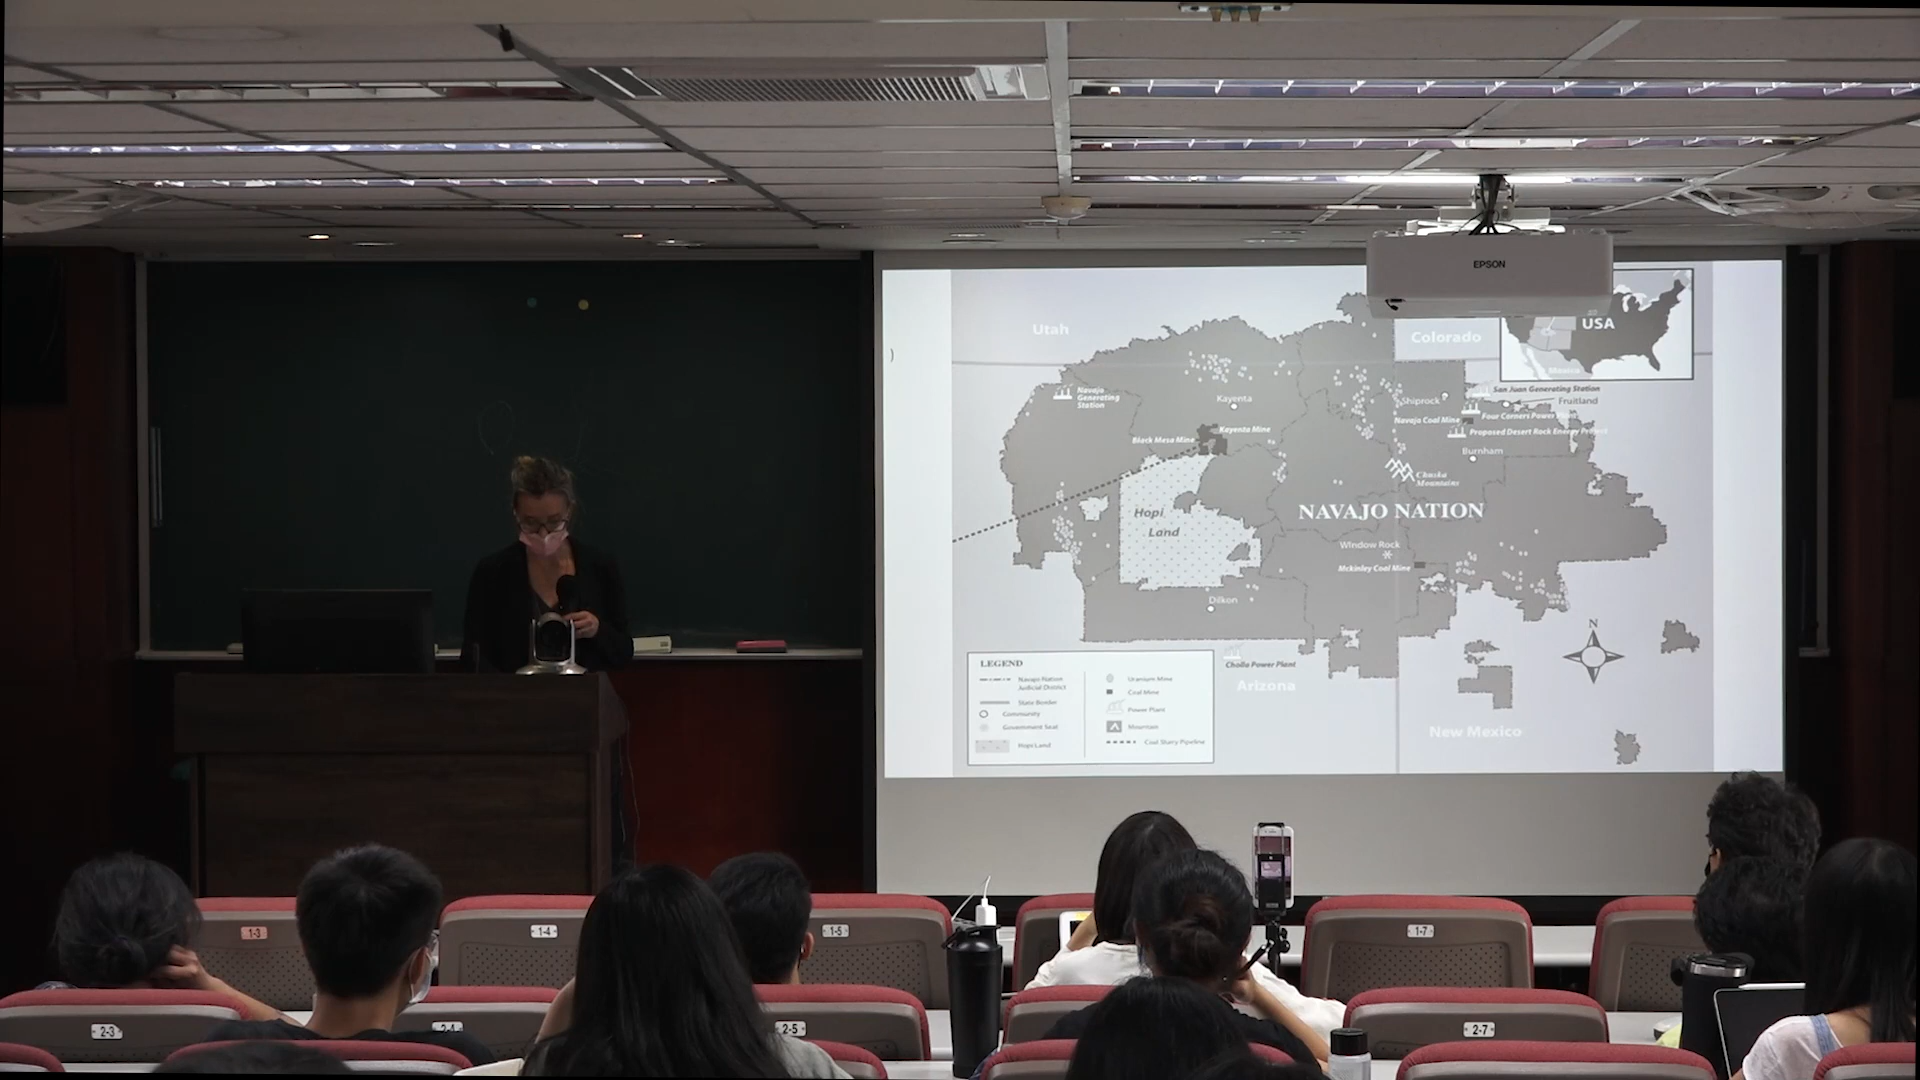 EPSON
USA
Mexico
Utah
Colorado
San Juan Generating Station
Navajo
Generating
Station
Kayenta
Shiprock
Fruitland
Navajo Coal Mine
Four Corners Power Plant
Black Mesa Mine
Kayenta Mine
Proposed Desert Rock Energy Project
Burnham
Chuska
Mountains
Hopi
Land
NAVAJO NATION
Window Rock
McKinley Coal Mine
Dilkon
N
Cholla Power Plant
Arizona
New Mexico
LEGEND
Navajo Nation
Judicial District
State Border
Community
Government Seat
Hopi Land
Uranium Mine
Coal Mine
Power Plant
Mountain
Coal Slurry Pipeline
1-3
1-4
1-5
1-7
2-3
2-4
2-5
2-7